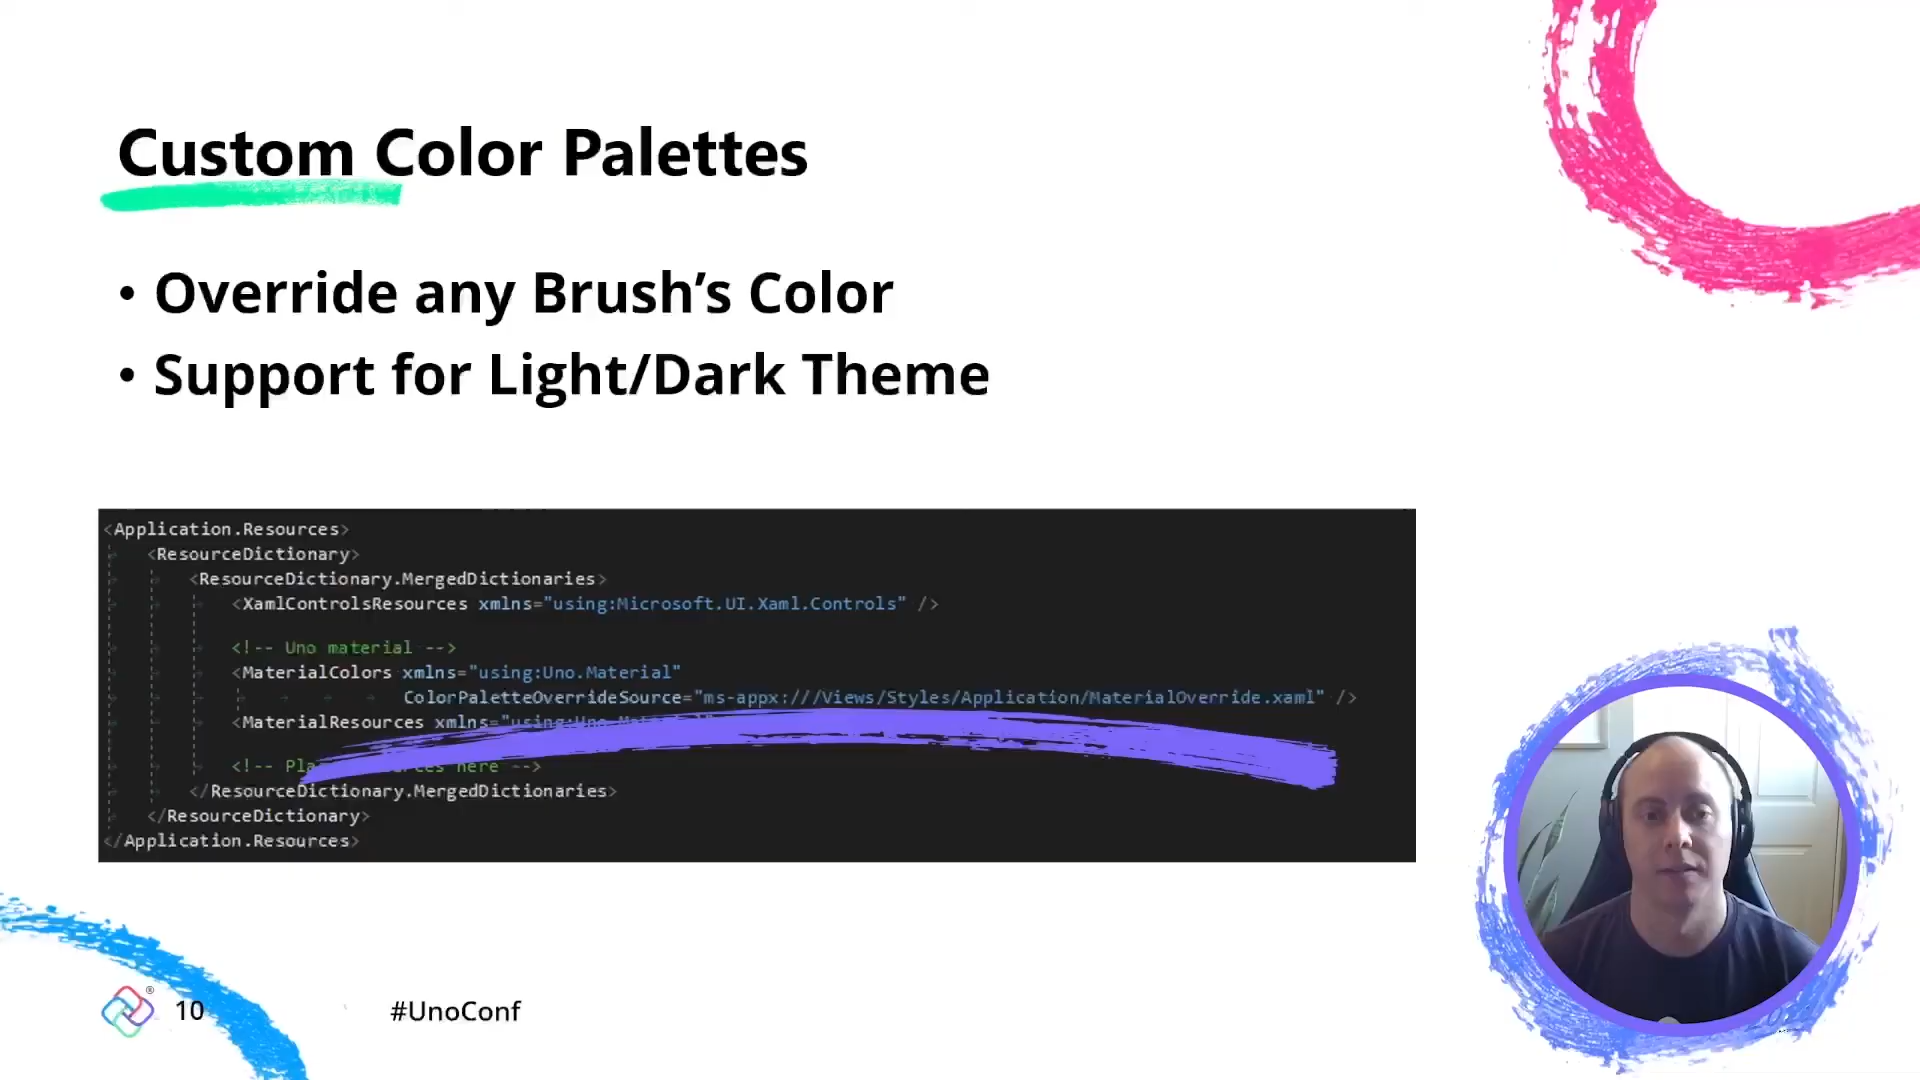 Custom Color Palettes
• Override any Brush’s Color
• Support for Light/Dark Theme
<Application.Resources>
<ResourceDictionary>
<ResourceDictionary.MergedDictionaries>
<XamlControlsResources xmlns="using:Microsoft.UI.Xaml.Controls" />
<!-- Uno material -->
<MaterialColors xmlns="using:Uno.Material"
ColorPaletteOverrideSource="ms-appx:///Views/Styles/Application/MaterialOverride.xaml" />
<MaterialResources xmlns="using:Uno
<!-- here -->
</ResourceDictionary.MergedDictionaries>
</ResourceDictionary>
</Application.Resources>
10
#UnoConf